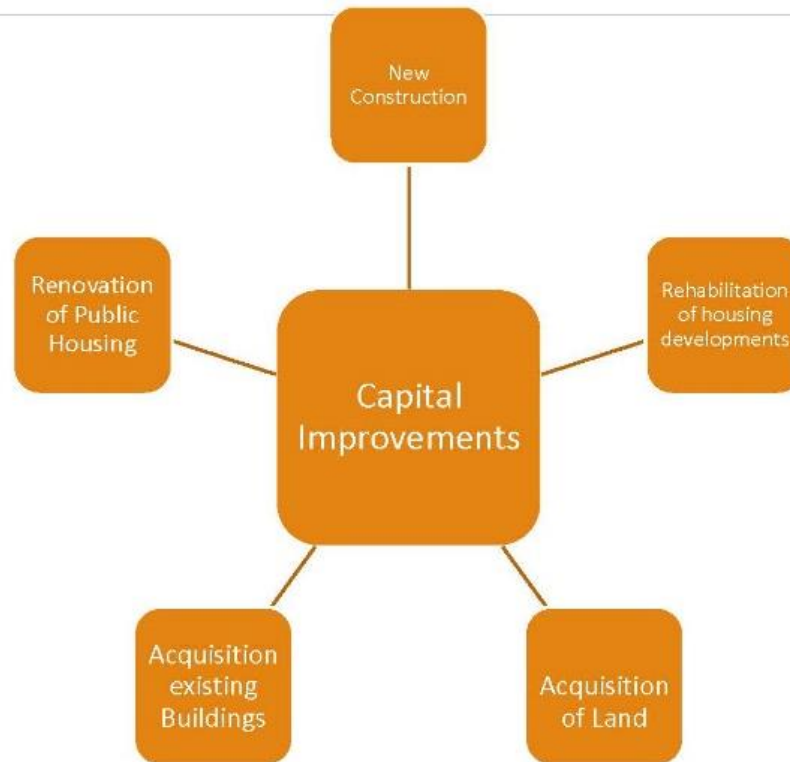 New
Construction
Renovation
of Public
Housing
Rehabilitation
of housing
developments
Capital
Improvements
Acquisition
existing
Buildings
Acquisition
of Land